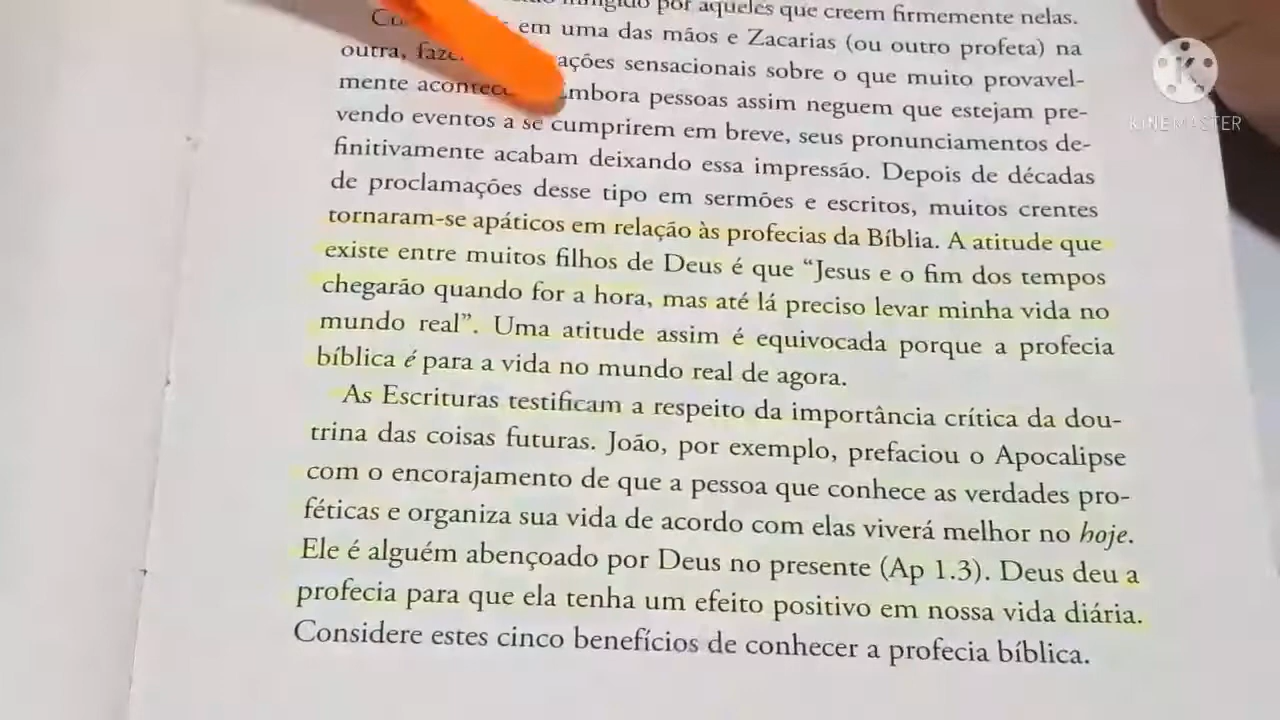 por aqueles que creem firmemente nelas.
em uma das mãos e Zacarias (ou outro profeta) na
outra, sensacionais sobre o que muito provavel-
mente Embora pessoas assim neguem que estejam pre-
vendo eventos a se cumprirem em breve, seus pronunciamentos de-
finitivamente acabam deixando essa impressão. Depois de décadas
de proclamações desse tipo em sermões e escritos, muitos crentes
tornaram-se apáticos em relação às profecias da Bíblia. A atitude que
existe entre muitos filhos de Deus é que “Jesus e o fim dos tempos
chegarão quando for a hora, mas até lá preciso levar minha vida no
mundo real”. Uma atitude assim é equivocada porque a profecia
bíblica é para a vida no mundo real de agora.
As Escrituras testificam a respeito da importância crítica da dou-
trina das coisas futuras. João, por exemplo, prefaciou o Apocalipse
com o encorajamento de que a pessoa que conhece as verdades pro-
féticas e organiza sua vida de acordo com elas viverá melhor no hoje.
Ele é alguém abençoado por Deus no presente (Ap 1.3). Deus deu a
profecia para que ela tenha um efeito positivo em nossa vida diária.
Considere estes cinco benefícios de conhecer a profecia bíblica.
K
KINEMASTER